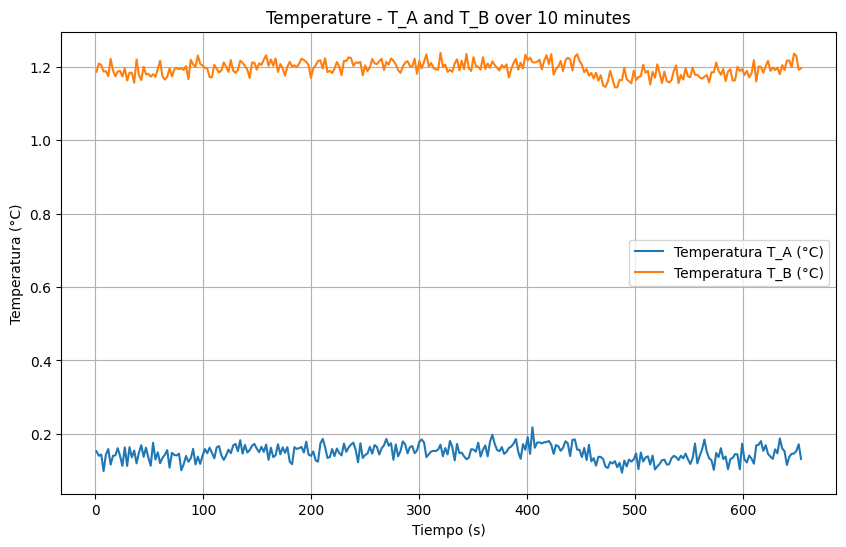 Temperature - T_A and T_B over 10 minutes
Temperatura (°C)
1.2
1.0
0.8
0.6
0.4
0.2
Temperatura T_A (°C)
Temperatura T_B (°C)
0 100 200 300 400 500 600
Tiempo (s)